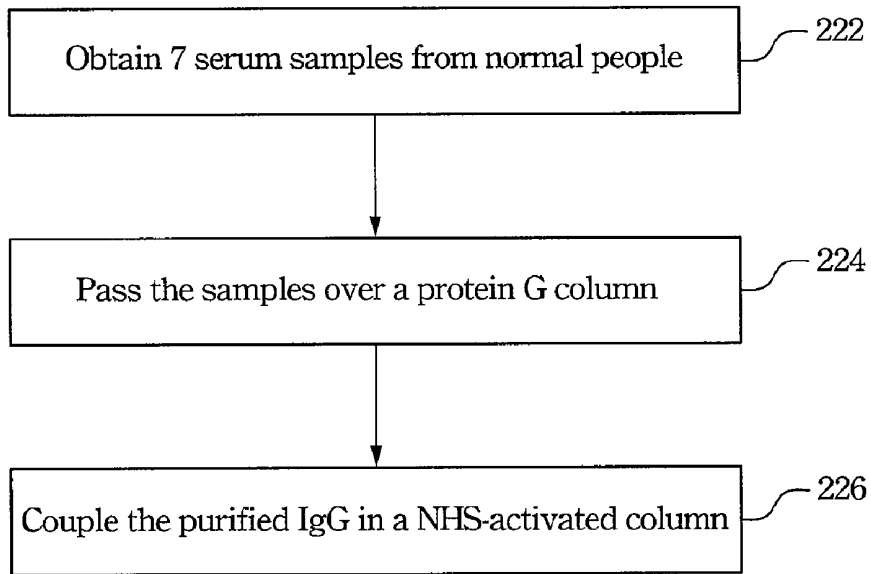 Obtain 7 serum samples from normal people
222
Pass the samples over a protein G column
224
Couple the purified IgG in a NHS-activated column
226